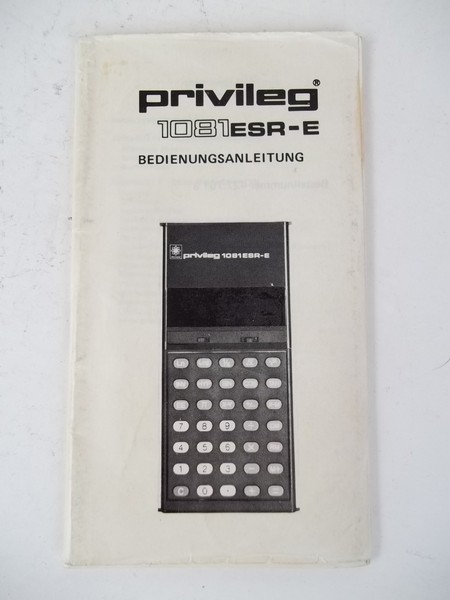 privileg®
1081ESR-E
BEDIENUNGSANLEITUNG
privileg 1081ESR-E
7 8 9
4 5 6
1 2 3
0 .